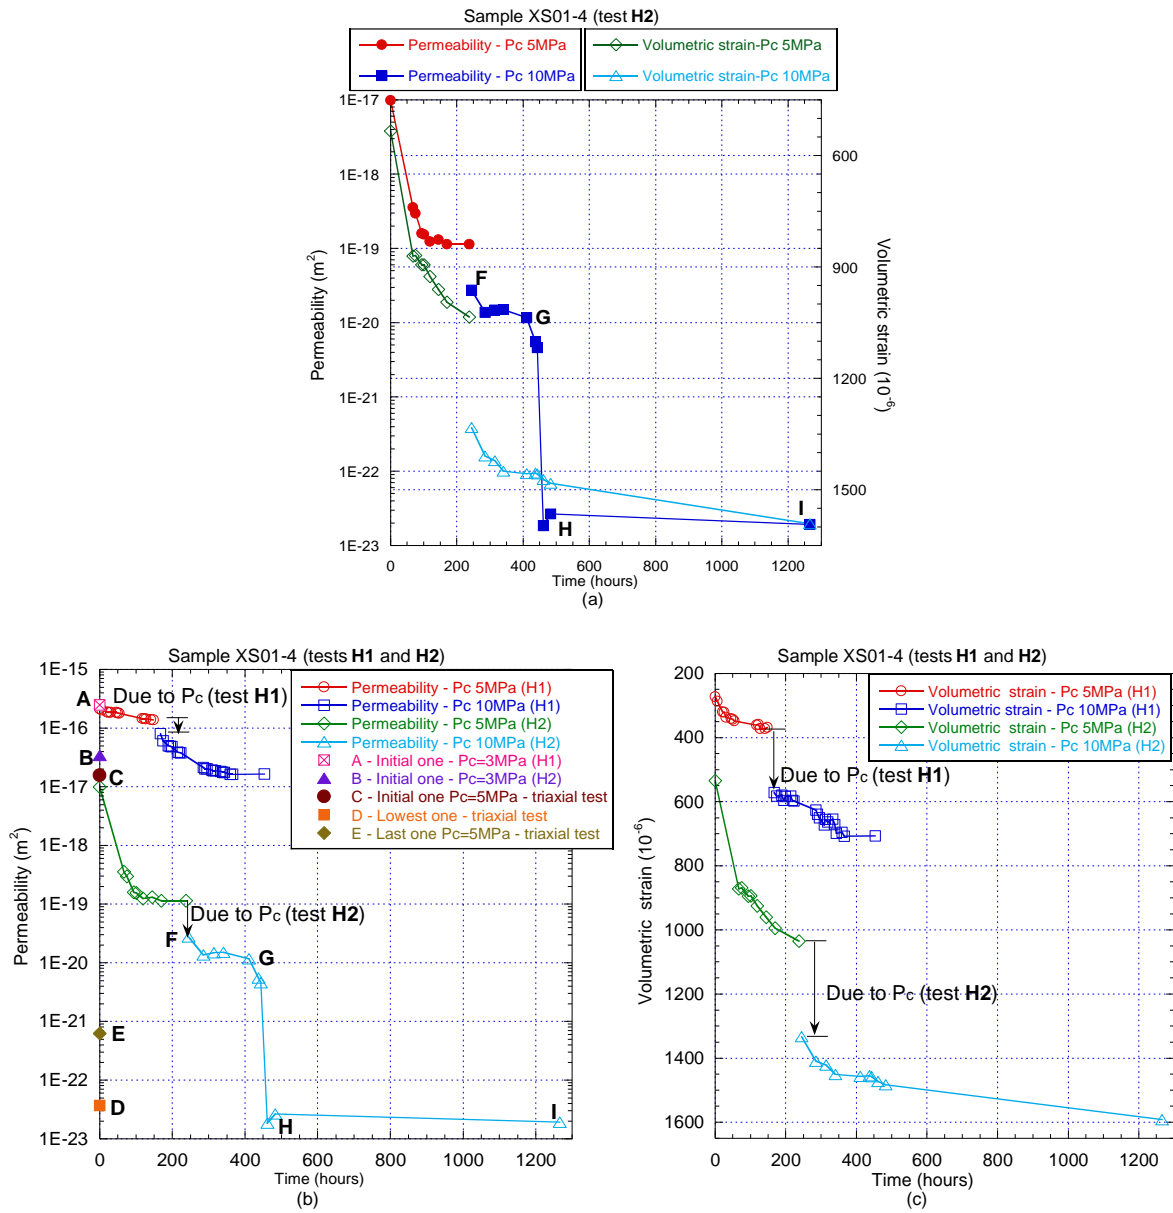 Sample XS01-4 (test H2)
Permeability - Pc 5MPa
Volumetric strain-Pc 5MPa
Permeability - Pc 10MPa
Volumetric strain-Pc 10MPa
1E-17
1E-18
1E-19
1E-20
1E-21
1E-22
1E-23
Permeability (m²)
600
900
1200
1500
Volumetric strain (10⁻⁶)
F
G
H
I
0 200 400 600 800 1000 1200
Time (hours)
(a)
Sample XS01-4 (tests H1 and H2)
1E-15
1E-16
1E-17
1E-18
1E-19
1E-20
1E-21
1E-22
1E-23
Permeability (m²)
Permeability - Pc 5MPa (H1)
Permeability - Pc 10MPa (H1)
Permeability - Pc 5MPa (H2)
Permeability - Pc 10MPa (H2)
A - Initial one - Pc=3MPa (H1)
B - Initial one - Pc=3MPa (H2)
C - Initial one Pc=5MPa - triaxial test
D - Lowest one - triaxial test
E - Last one Pc=5MPa - triaxial test
A
Due to Pc (test H1)
B
C
Due to Pc (test H2)
F
G
E
D
H
I
0 200 400 600 800 1000 1200
Time (hours)
(b)
Sample XS01-4 (tests H1 and H2)
200
400
600
800
1000
1200
1400
1600
Volumetric strain (10⁻⁶)
Volumetric strain - Pc 5MPa (H1)
Volumetric strain - Pc 10MPa (H1)
Volumetric strain - Pc 5MPa (H2)
Volumetric strain - Pc 10MPa (H2)
Due to Pc (test H1)
Due to Pc (test H2)
0 200 400 600 800 1000 1200
Time (hours)
(c)